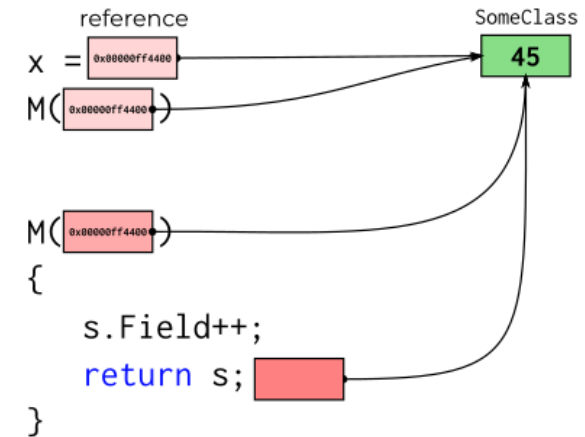 reference
SomeClass
x = 0x00000ff4400
45
M( 0x00000ff4400 )
M( 0x00000ff4400 )
{
s.Field++;
return s;
}